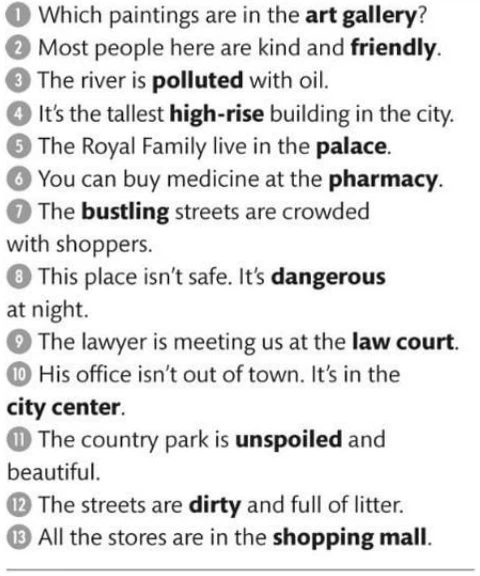 1 Which paintings are in the art gallery?
2 Most people here are kind and friendly.
3 The river is polluted with oil.
4 It's the tallest high-rise building in the city.
5 The Royal Family live in the palace.
6 You can buy medicine at the pharmacy.
7 The bustling streets are crowded
with shoppers.
8 This place isn't safe. It's dangerous
at night.
9 The lawyer is meeting us at the law court.
10 His office isn't out of town. It's in the
city center.
11 The country park is unspoiled and
beautiful.
12 The streets are dirty and full of litter.
13 All the stores are in the shopping mall.